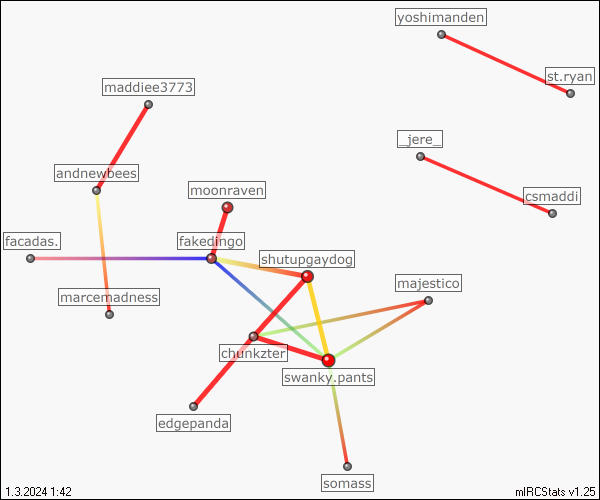 yoshimanden
st.ryan
maddiee3773
_jere_
andnewbees
moonraven
csmaddi
facadas.
fakedingo
shutupgaydog
majestico
marcemadness
chunkzter
swanky.pants
edgepanda
somass
1.3.2024 1:42
mIRCStats v1.25